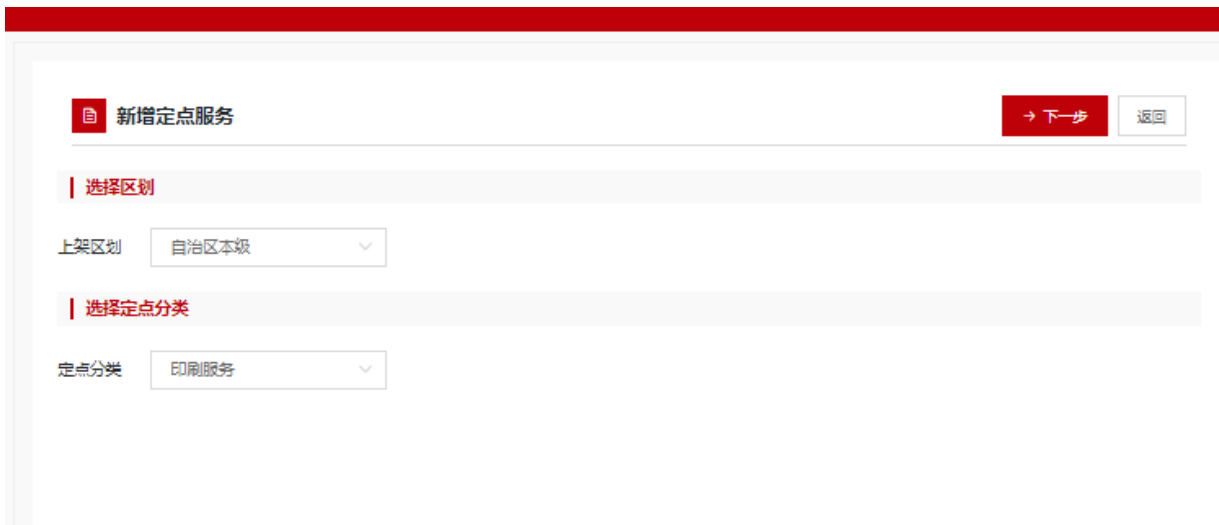 新增定点服务
→ 下一步
返回
选择区划
上架区划
自治区本级
选择定点分类
定点分类
印刷服务